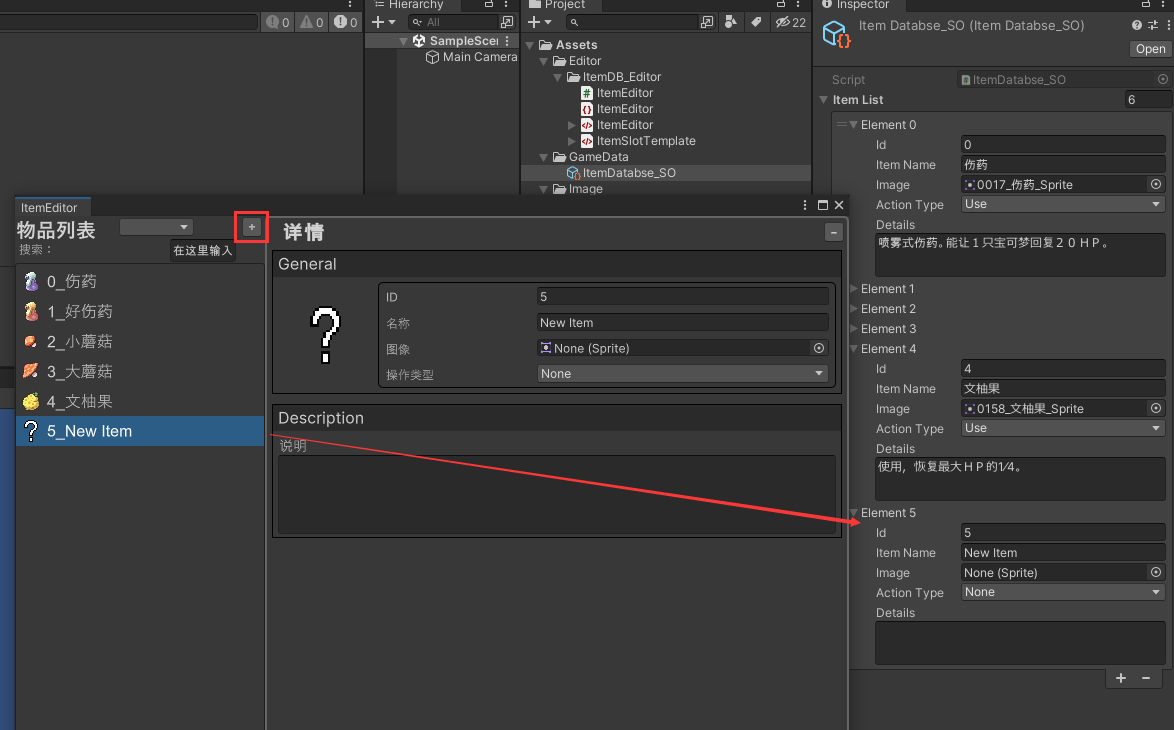 0 0 0
Hierarchy
All
SampleScen
Main Camera
Project
22
Assets
Editor
ItemDB_Editor
ItemEditor
ItemEditor
ItemEditor
ItemSlotTemplate
GameData
ItemDatabse_SO
Image
Inspector
Item Databse_SO (Item Databse_SO)
Open
Script
ItemDatabse_SO
Item List
6
Element 0
Id
0
Item Name
伤药
Image
0017_伤药_Sprite
Action Type
Use
Details
喷雾式伤药。能让1只宝可梦回复20HP。
Element 1
Element 2
Element 3
Element 4
Id
4
Item Name
文柚果
Image
0158_文柚果_Sprite
Action Type
Use
Details
使用，恢复最大HP的1⁄4。
Element 5
Id
5
Item Name
New Item
Image
None (Sprite)
Action Type
None
Details
+ −
ItemEditor
物品列表
+
搜索：
在这里输入
0_伤药
1_好伤药
2_小蘑菇
3_大蘑菇
4_文柚果
5_New Item
详情
−
General
ID
5
名称
New Item
图像
None (Sprite)
操作类型
None
Description
说明